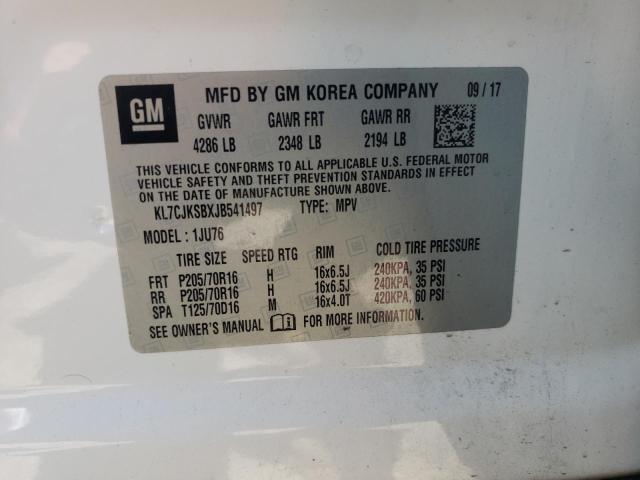 GM MFD BY GM KOREA COMPANY 09 / 17
GVWR GAWR FRT GAWR RR
4286 LB 2348 LB 2194 LB
THIS VEHICLE CONFORMS TO ALL APPLICABLE U.S. FEDERAL MOTOR
VEHICLE SAFETY AND THEFT PREVENTION STANDARDS IN EFFECT ON
THE DATE OF MANUFACTURE SHOWN ABOVE.
KL7CJKSBXJB541497 TYPE: MPV
MODEL : 1JU76
TIRE SIZE SPEED RTG RIM COLD TIRE PRESSURE
FRT P205/70R16 H 16x6.5J 240KPA, 35 PSI
RR P205/70R16 H 16x6.5J 240KPA, 35 PSI
SPA T125/70D16 M 16x4.0T 420KPA, 60 PSI
SEE OWNER'S MANUAL FOR MORE INFORMATION.